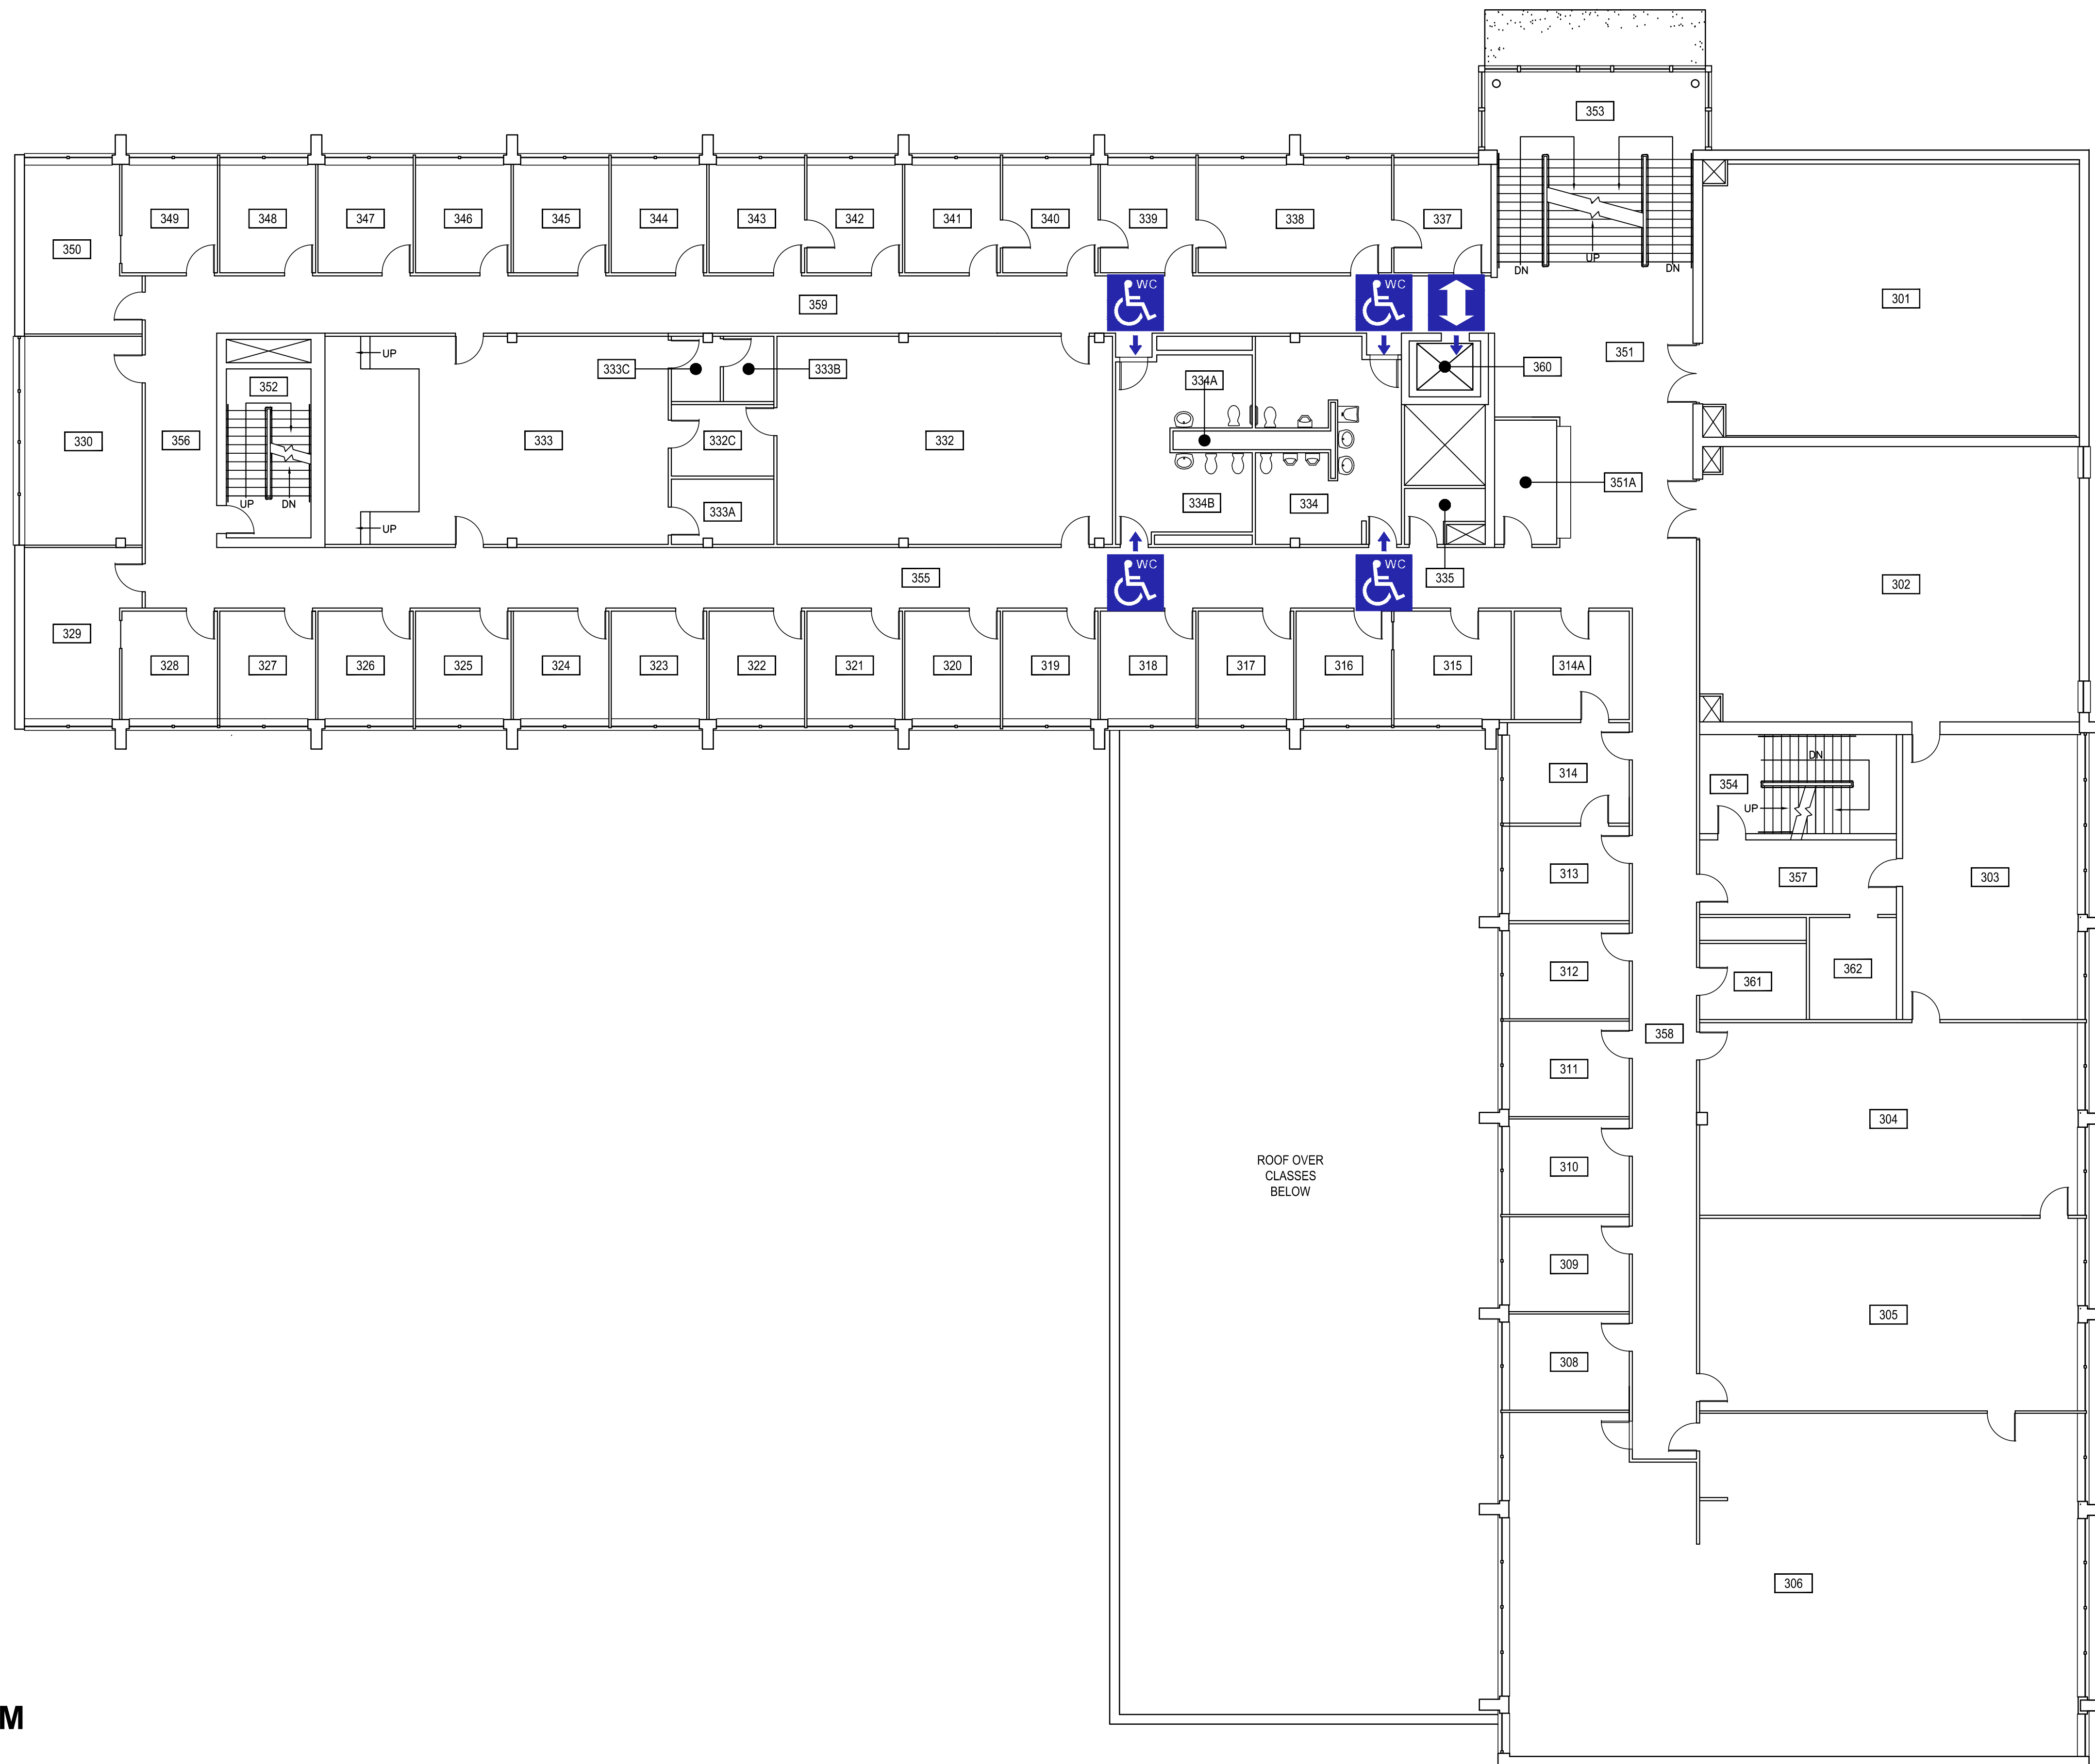 353
349
348
347
346
345
344
343
342
341
340
339
338
337
350
DN
UP
DN
301
359
WC
WC
351
UP
333C
333B
334A
360
352
330
356
333
332C
332
351A
UP
DN
333A
334B
334
UP
355
WC
WC
335
302
329
328
327
326
325
324
323
322
321
320
319
318
317
316
315
314A
314
354
DN
UP
313
357
303
312
361
362
358
311
304
310
ROOF OVER
CLASSES
BELOW
309
305
308
306
M